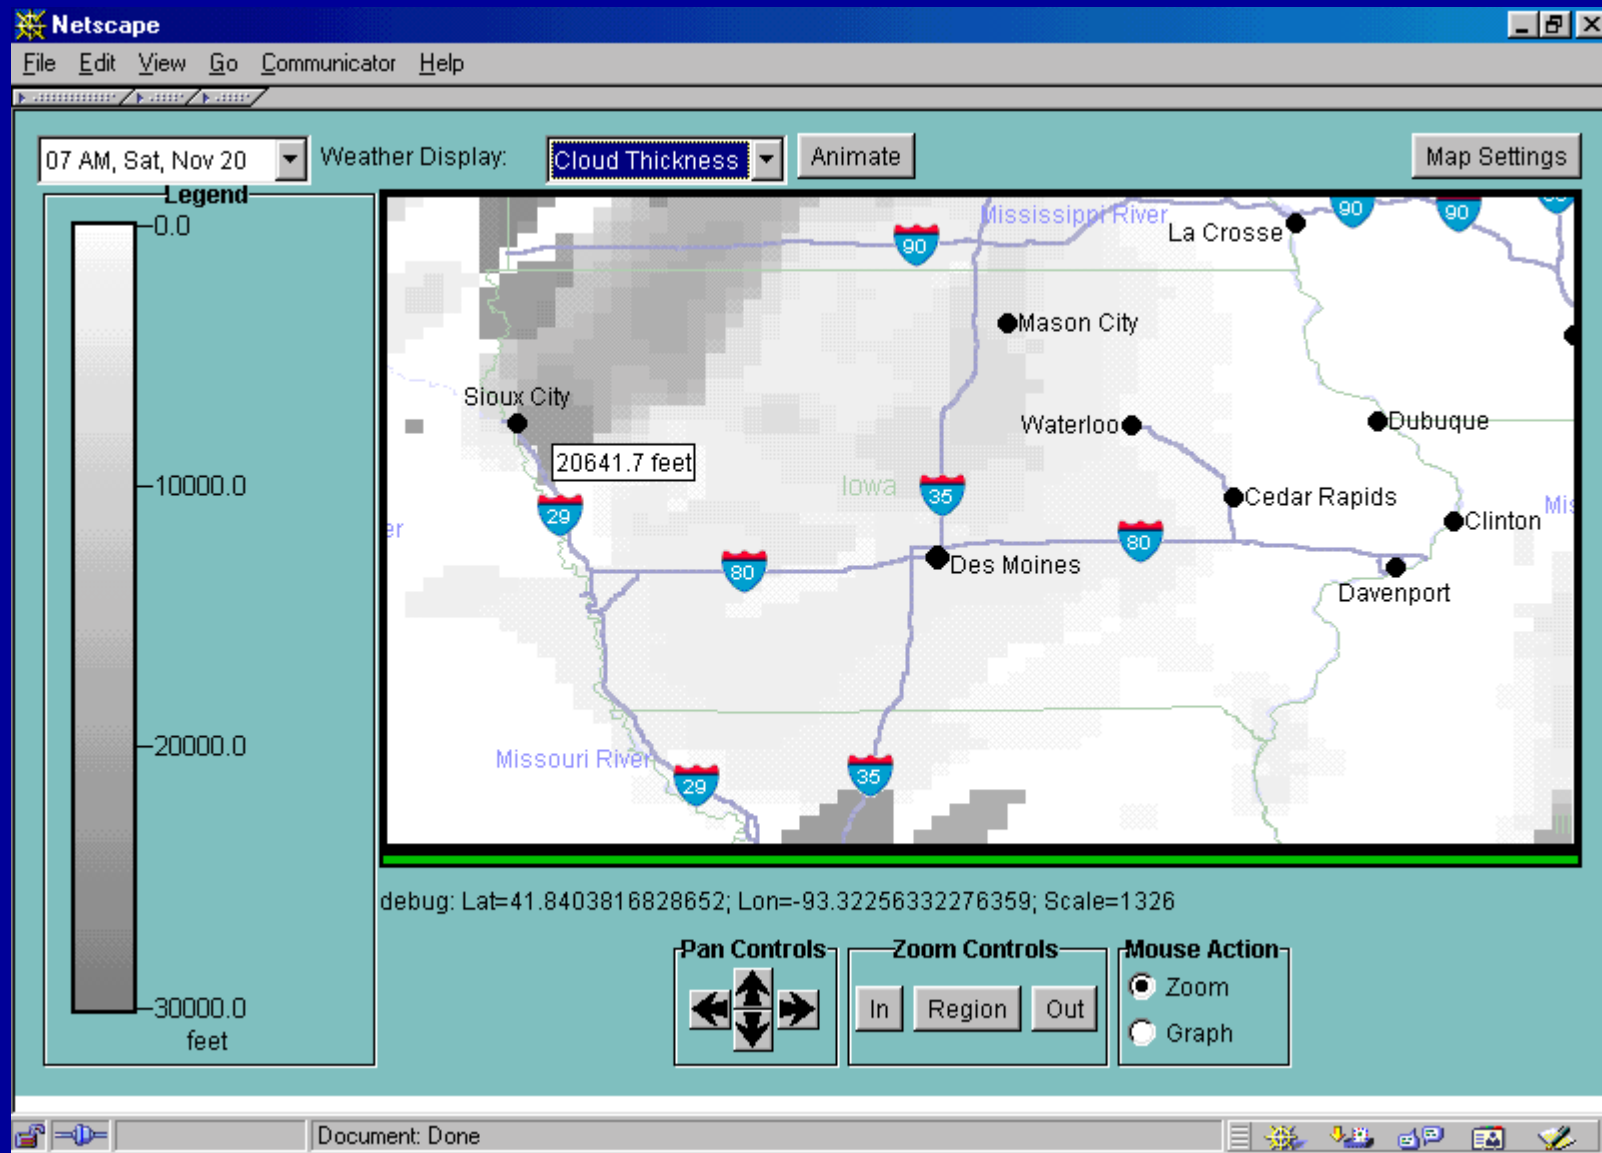 Netscape
File Edit View Go Communicator Help
07 AM, Sat, Nov 20
Weather Display:
Cloud Thickness
Animate
Map Settings
Legend
0.0
10000.0
20000.0
30000.0
feet
Mississippi River
90
90
90
La Crosse
Mason City
Sioux City
Waterloo
Dubuque
20641.7 feet
Iowa
35
Cedar Rapids
Clinton
Mis
29
er
80
80
Des Moines
Davenport
Missouri River
29
35
debug: Lat=41.8403816828652; Lon=-93.32256332276359; Scale=1326
Pan Controls
Zoom Controls
Mouse Action
In
Region
Out
Zoom
Graph
Document: Done